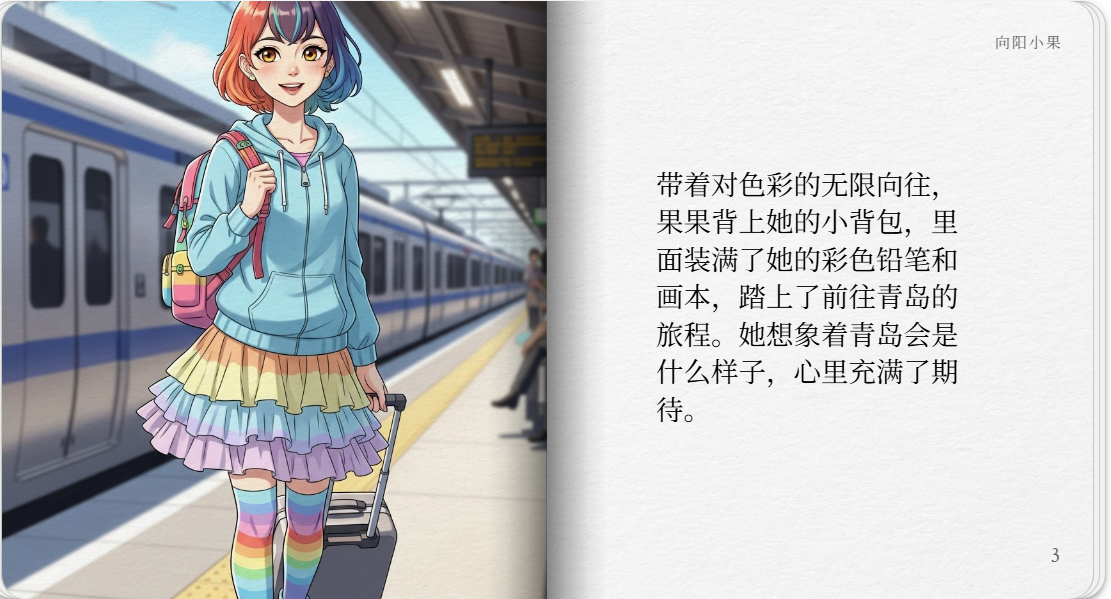 向阳小果
带着对色彩的无限向往，
果果背上她的小背包，里
面装满了她的彩色铅笔和
画本，踏上了前往青岛的
旅程。她想象着青岛会是
什么样子，心里充满了期
待。
3